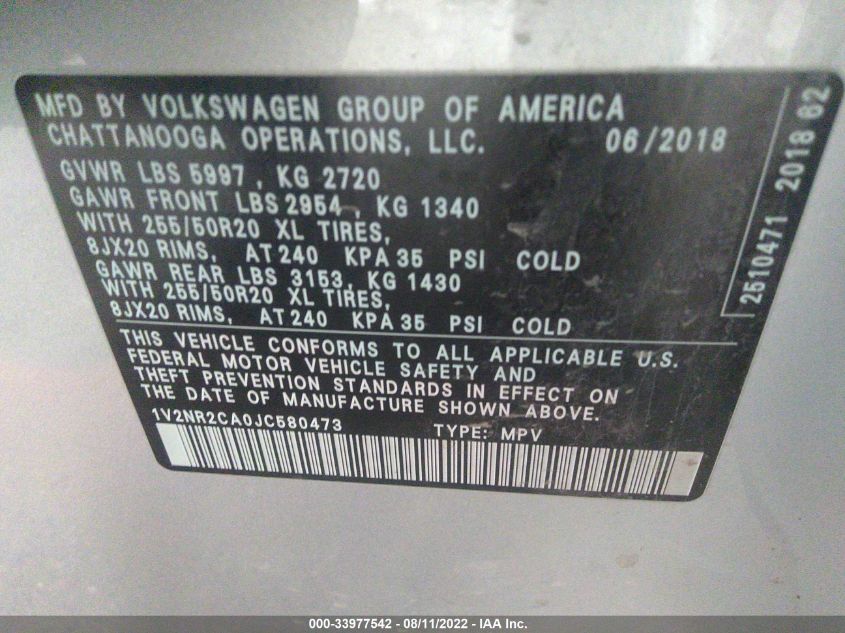 MFD BY VOLKSWAGEN GROUP OF AMERICA
CHATTANOOGA OPERATIONS, LLC. 06/2018
GVWR LBS 5997, KG 2720
GAWR FRONT LBS 2954, KG 1340
WITH 255/50R20 XL TIRES,
8JX20 RIMS, AT 240 KPA 35 PSI COLD
GAWR REAR LBS 3153, KG 1430
WITH 255/50R20 XL TIRES,
8JX20 RIMS, AT 240 KPA 35 PSI COLD
THIS VEHICLE CONFORMS TO ALL APPLICABLE U.S.
FEDERAL MOTOR VEHICLE SAFETY AND
THEFT PREVENTION STANDARDS IN EFFECT ON
THE DATE OF MANUFACTURE SHOWN ABOVE.
1V2NR2CA0JC580473 TYPE: MPV
2510471 2018 62
000-33977542 - 08/11/2022 - IAA Inc.